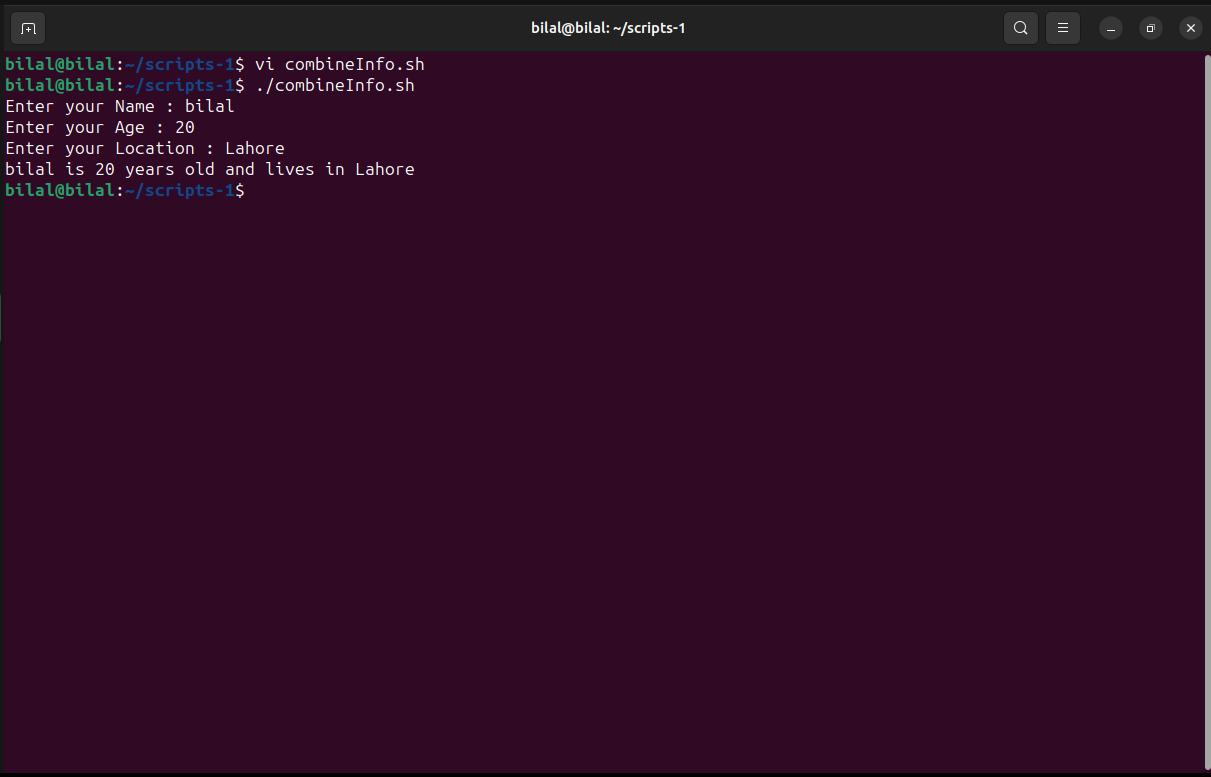 bilal@bilal: ~/scripts-1
bilal@bilal:~/scripts-1$ vi combineInfo.sh
bilal@bilal:~/scripts-1$ ./combineInfo.sh
Enter your Name : bilal
Enter your Age : 20
Enter your Location : Lahore
bilal is 20 years old and lives in Lahore
bilal@bilal:~/scripts-1$